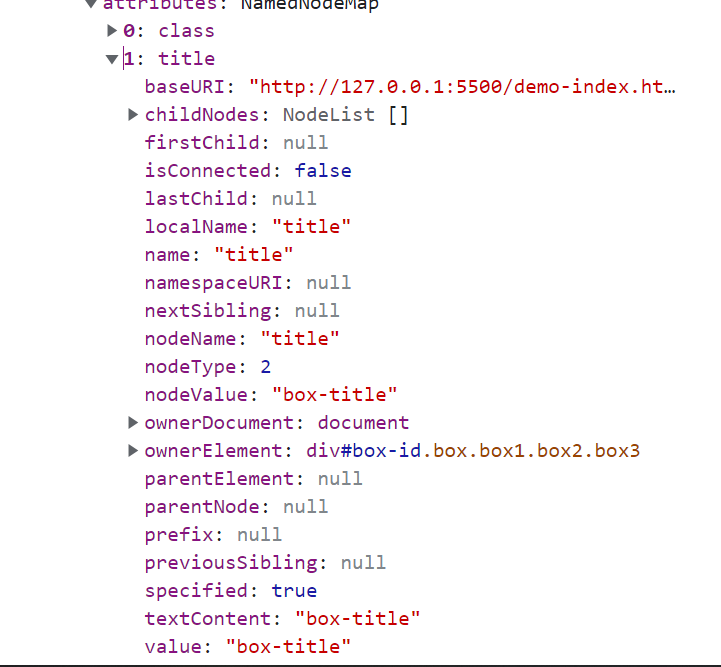 ▼attributes: NamedNodeMap
▶0: class
▼1: title
baseURI: "http://127.0.0.1:5500/demo-index.ht…
▶childNodes: NodeList []
firstChild: null
isConnected: false
lastChild: null
localName: "title"
name: "title"
namespaceURI: null
nextSibling: null
nodeName: "title"
nodeType: 2
nodeValue: "box-title"
▶ownerDocument: document
▶ownerElement: div#box-id.box.box1.box2.box3
parentElement: null
parentNode: null
prefix: null
previousSibling: null
specified: true
textContent: "box-title"
value: "box-title"